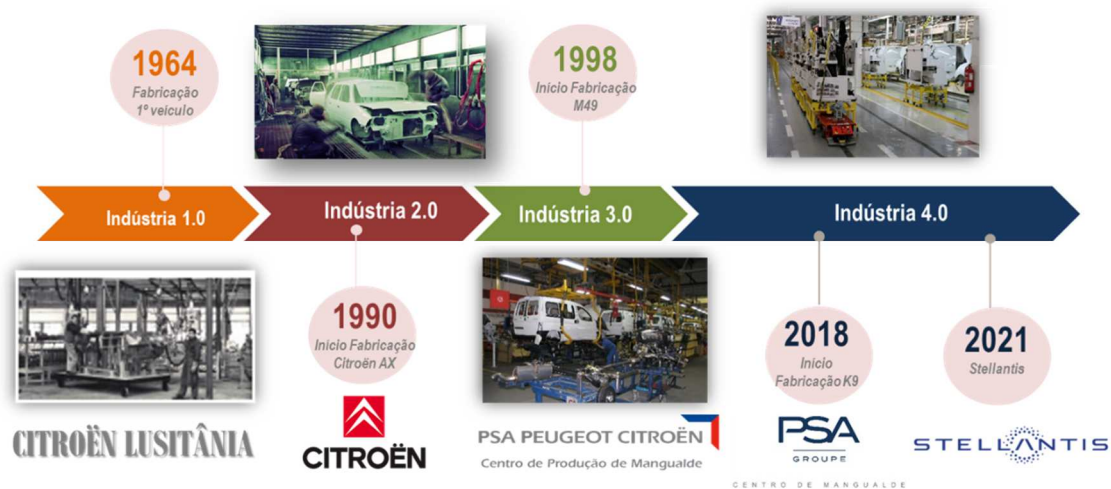 1964
Fabricação
1º veículo
1998
Início Fabricação
M49
Indústria 1.0
Indústria 2.0
Indústria 3.0
Indústria 4.0
1990
Início Fabricação
Citroën AX
2018
Início
Fabricação K9
2021
Stellantis
CITROËN LUSITÂNIA
CITROËN
PSA PEUGEOT CITROËN
Centro de Produção de Mangualde
PSA
GROUPE
CENTRO DE MANGUALDE
STELLANTIS